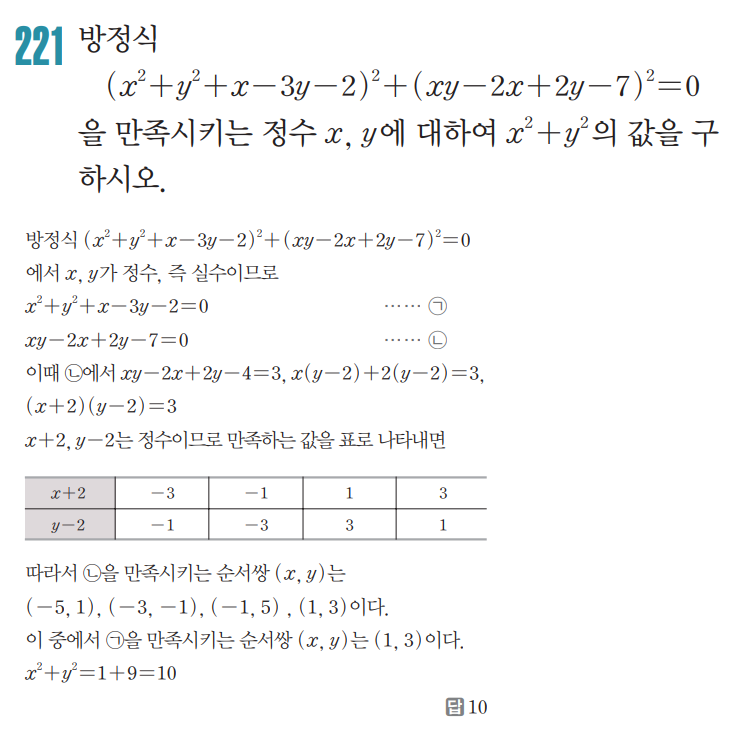 221 방정식
(x²+y²+x-3y-2)²+(xy-2x+2y-7)²=0
을 만족시키는 정수 x, y에 대하여 x²+y²의 값을 구
하시오.
방정식 (x²+y²+x-3y-2)²+(xy-2x+2y-7)²=0
에서 x, y가 정수, 즉 실수이므로
x²+y²+x-3y-2=0 …… ㉠
xy-2x+2y-7=0 …… ㉡
이때 ㉡에서 xy-2x+2y-4=3, x(y-2)+2(y-2)=3,
(x+2)(y-2)=3
x+2, y-2는 정수이므로 만족하는 값을 표로 나타내면
x+2 -3 -1 1 3
y-2 -1 -3 3 1
따라서 ㉡을 만족시키는 순서쌍 (x, y)는
(-5, 1), (-3, -1), (-1, 5) , (1, 3)이다.
이 중에서 ㉠을 만족시키는 순서쌍 (x, y)는 (1, 3)이다.
x²+y²=1+9=10
답 10